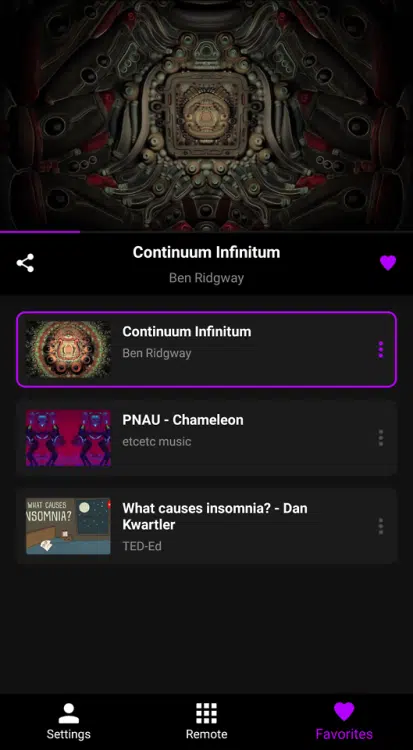 Continuum Infinitum
Ben Ridgway
Continuum Infinitum
Ben Ridgway
PNAU - Chameleon
etcetc music
WHAT CAUSES
INSOMNIA?
What causes insomnia? - Dan
Kwartler
TED-Ed
Settings
Remote
Favorites